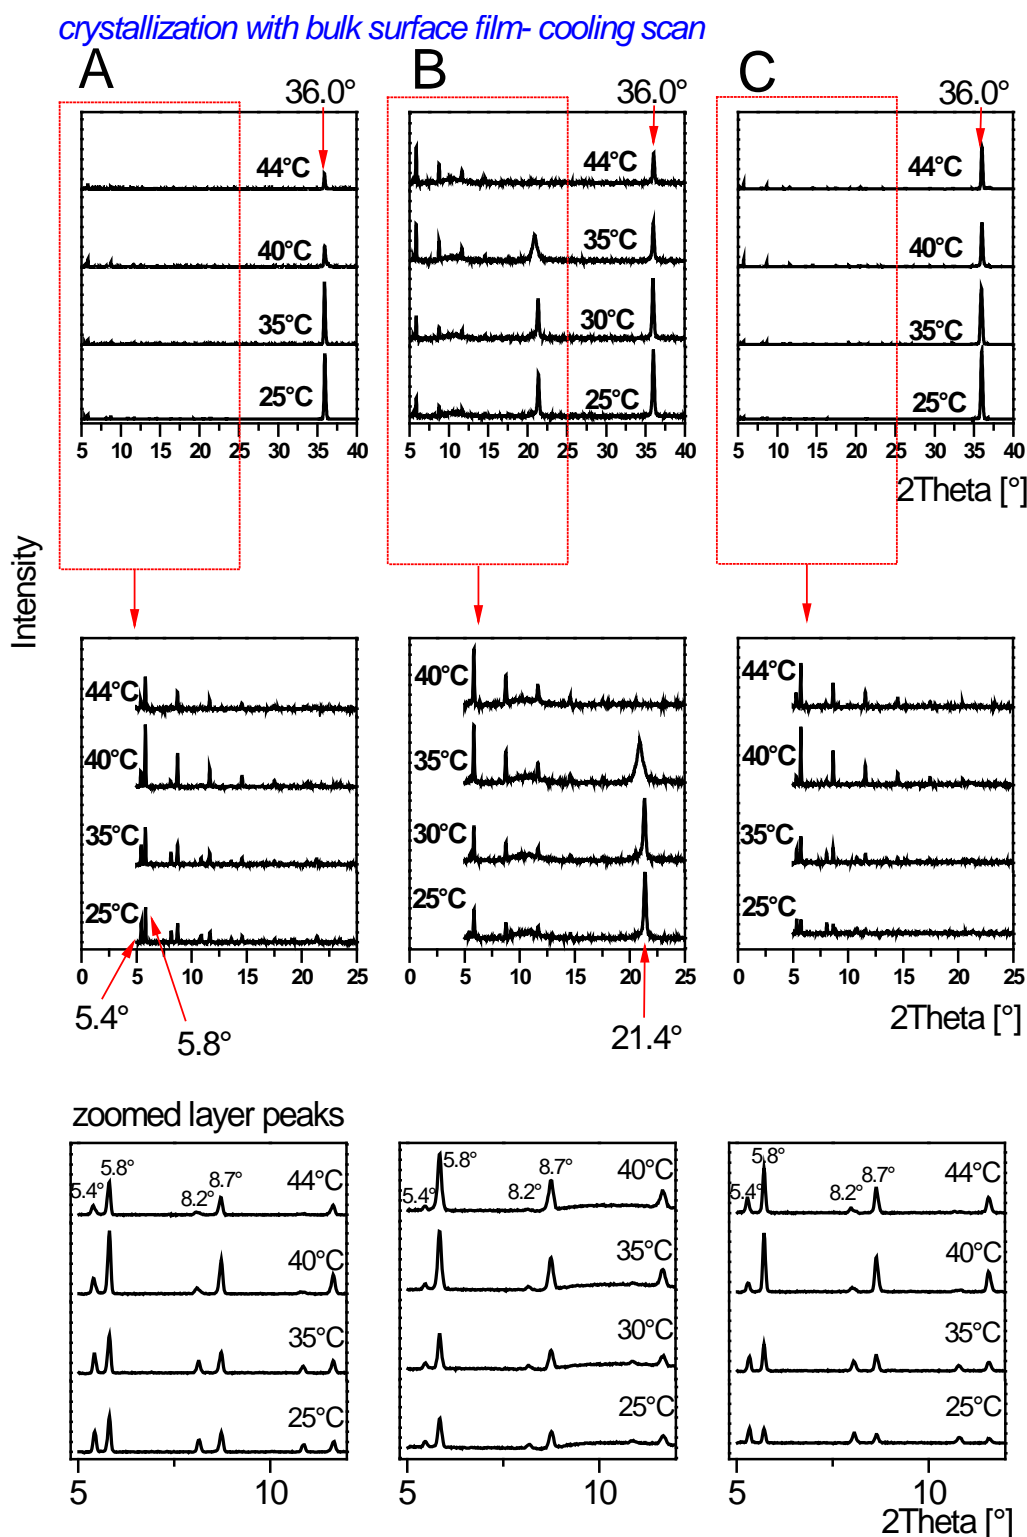 crystallization with bulk surface film- cooling scan
A B C
36.0° 36.0° 36.0°
44°C 44°C 44°C
40°C 35°C 40°C
35°C 30°C 35°C
25°C 25°C 25°C
5 10 15 20 25 30 35 40 5 10 15 20 25 30 35 40 5 10 15 20 25 30 35 40
2Theta [°]
Intensity
44°C 40°C 44°C
40°C 35°C 40°C
35°C 30°C 35°C
25°C 25°C 25°C
0 5 10 15 20 25 0 5 10 15 20 25 0 5 10 15 20 25
5.4° 5.8° 21.4° 2Theta [°]
zoomed layer peaks
5.4° 5.8° 8.2° 8.7° 44°C 5.4° 5.8° 8.2° 8.7° 40°C 5.4° 5.8° 8.2° 8.7° 44°C
40°C 35°C 40°C
35°C 30°C 35°C
25°C 25°C 25°C
5 10 5 10 5 10
2Theta [°]